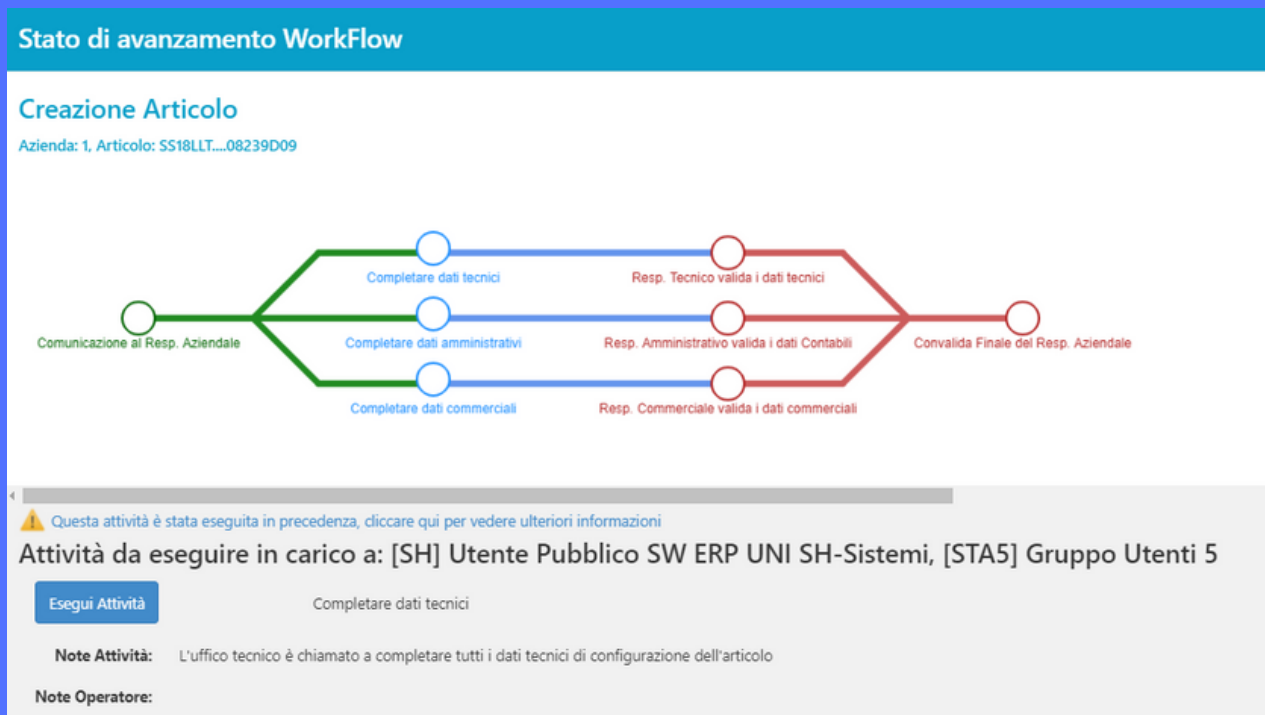 Stato di avanzamento WorkFlow
Creazione Articolo
Azienda: 1, Articolo: SS18LLT....08239D09
Completare dati tecnici
Resp. Tecnico valida i dati tecnici
Comunicazione al Resp. Aziendale
Completare dati amministrativi
Resp. Amministrativo valida i dati Contabili
Convalida Finale del Resp. Aziendale
Completare dati commerciali
Resp. Commerciale valida i dati commerciali
Questa attività è stata eseguita in precedenza, cliccare qui per vedere ulteriori informazioni
Attività da eseguire in carico a: [SH] Utente Pubblico SW ERP UNI SH-Sistemi, [STA5] Gruppo Utenti 5
Esegui Attività
Completare dati tecnici
Note Attività: L'uffico tecnico è chiamato a completare tutti i dati tecnici di configurazione dell'articolo
Note Operatore: